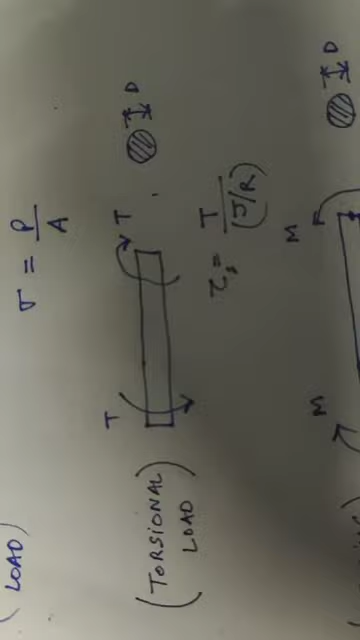 LOAD)
σ = P/A
(TORSIONAL LOAD)
T
T
D
τs = T/(J/R)
M
M
D